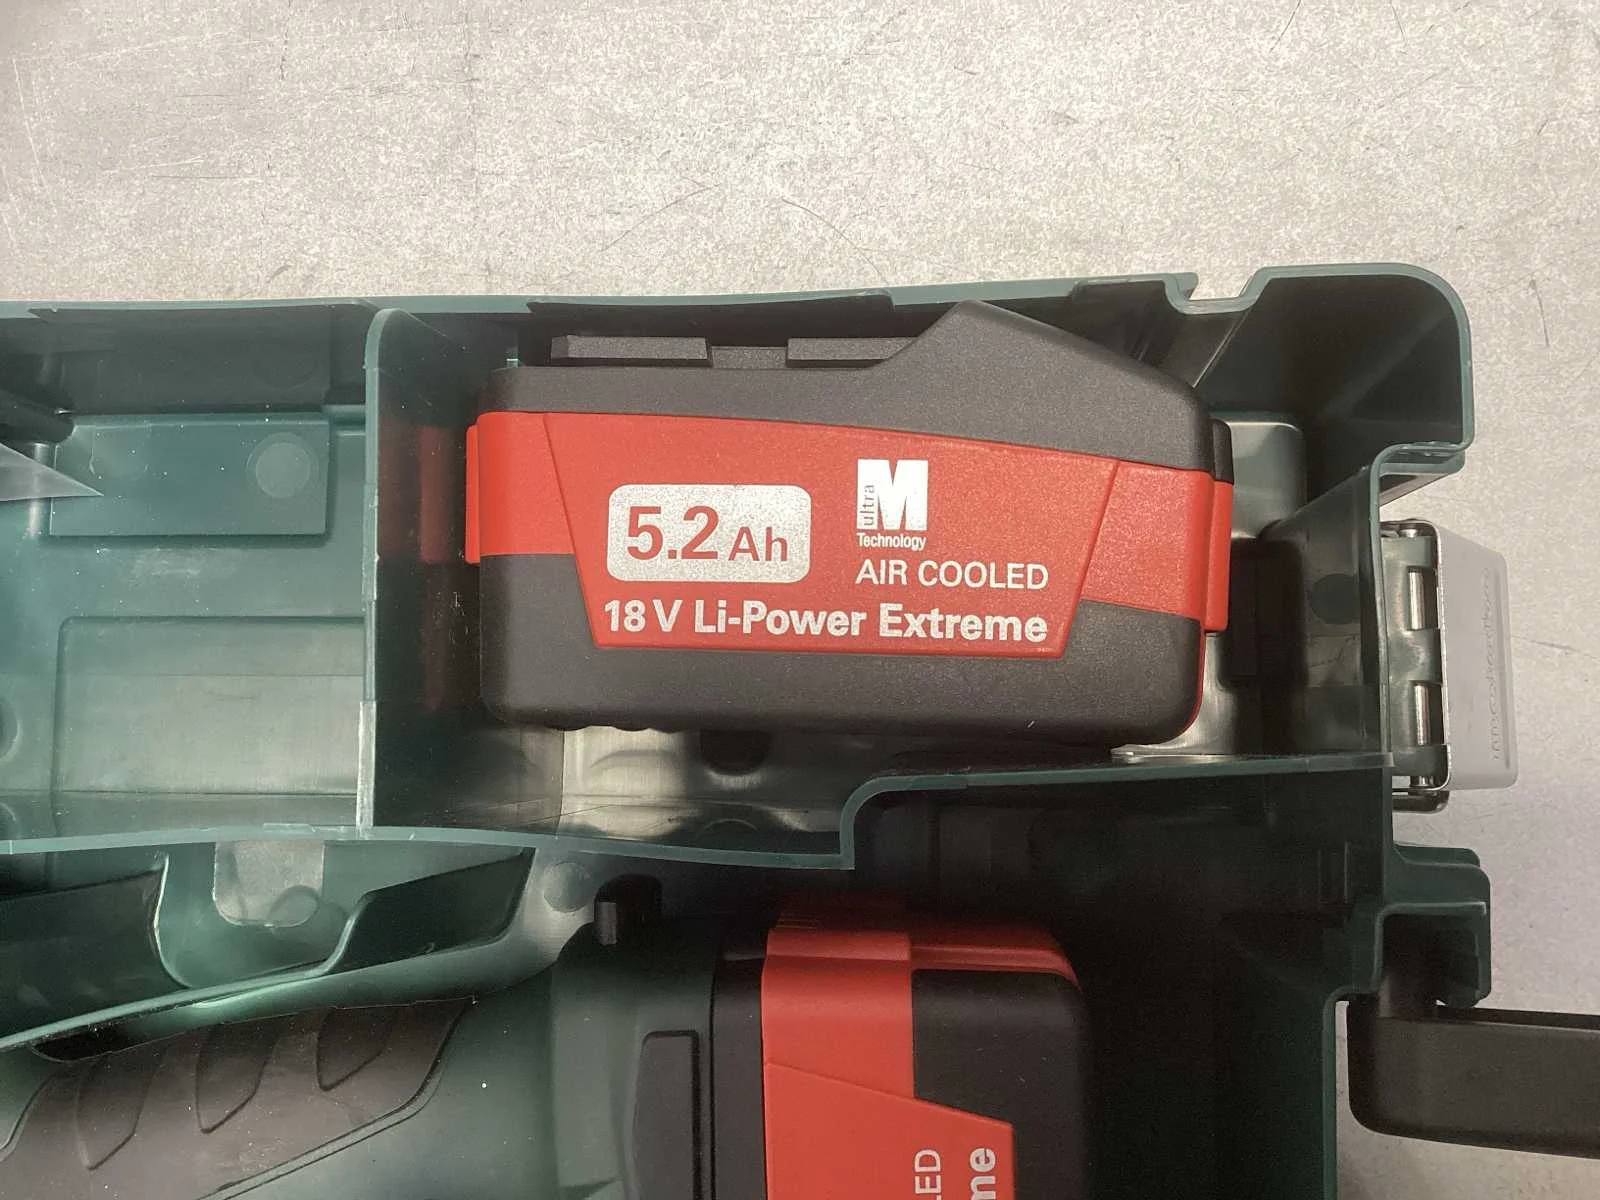 5.2 Ah
ultra
M
Technology
AIR COOLED
18 V Li-Power Extreme
LED
me